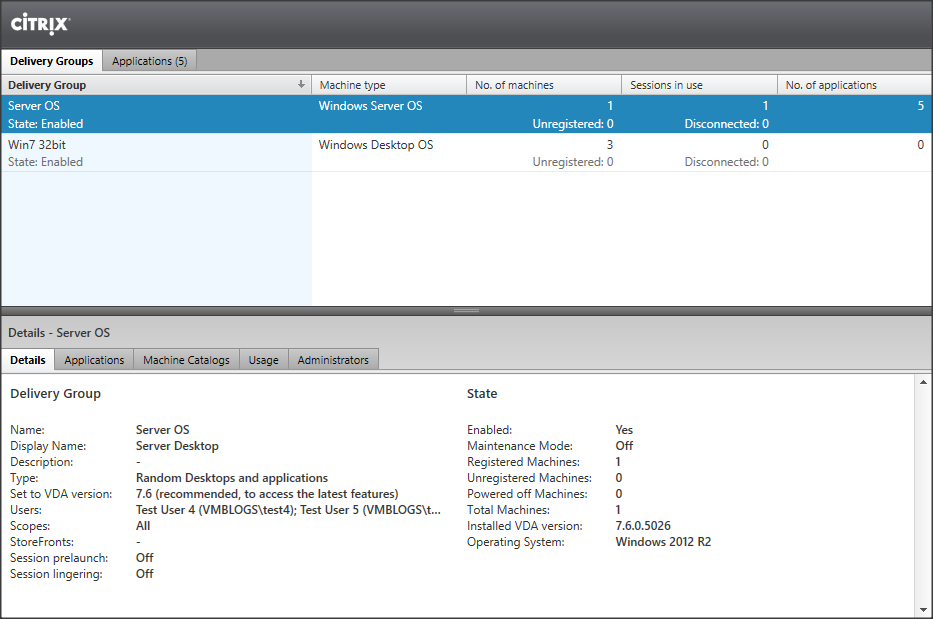 CITRIX
Delivery Groups Applications (5)
Delivery Group Machine type No. of machines Sessions in use No. of applications
Server OS Windows Server OS 1 1 5
State: Enabled Unregistered: 0 Disconnected: 0
Win7 32bit Windows Desktop OS 3 0 0
State: Enabled Unregistered: 0 Disconnected: 0
Details - Server OS
Details Applications Machine Catalogs Usage Administrators
Delivery Group
Name: Server OS
Display Name: Server Desktop
Description: -
Type: Random Desktops and applications
Set to VDA version: 7.6 (recommended, to access the latest features)
Users: Test User 4 (VMBLOGS\test4); Test User 5 (VMBLOGS\t...
Scopes: All
StoreFronts: -
Session prelaunch: Off
Session lingering: Off
State
Enabled: Yes
Maintenance Mode: Off
Registered Machines: 1
Unregistered Machines: 0
Powered off Machines: 0
Total Machines: 1
Installed VDA version: 7.6.0.5026
Operating System: Windows 2012 R2